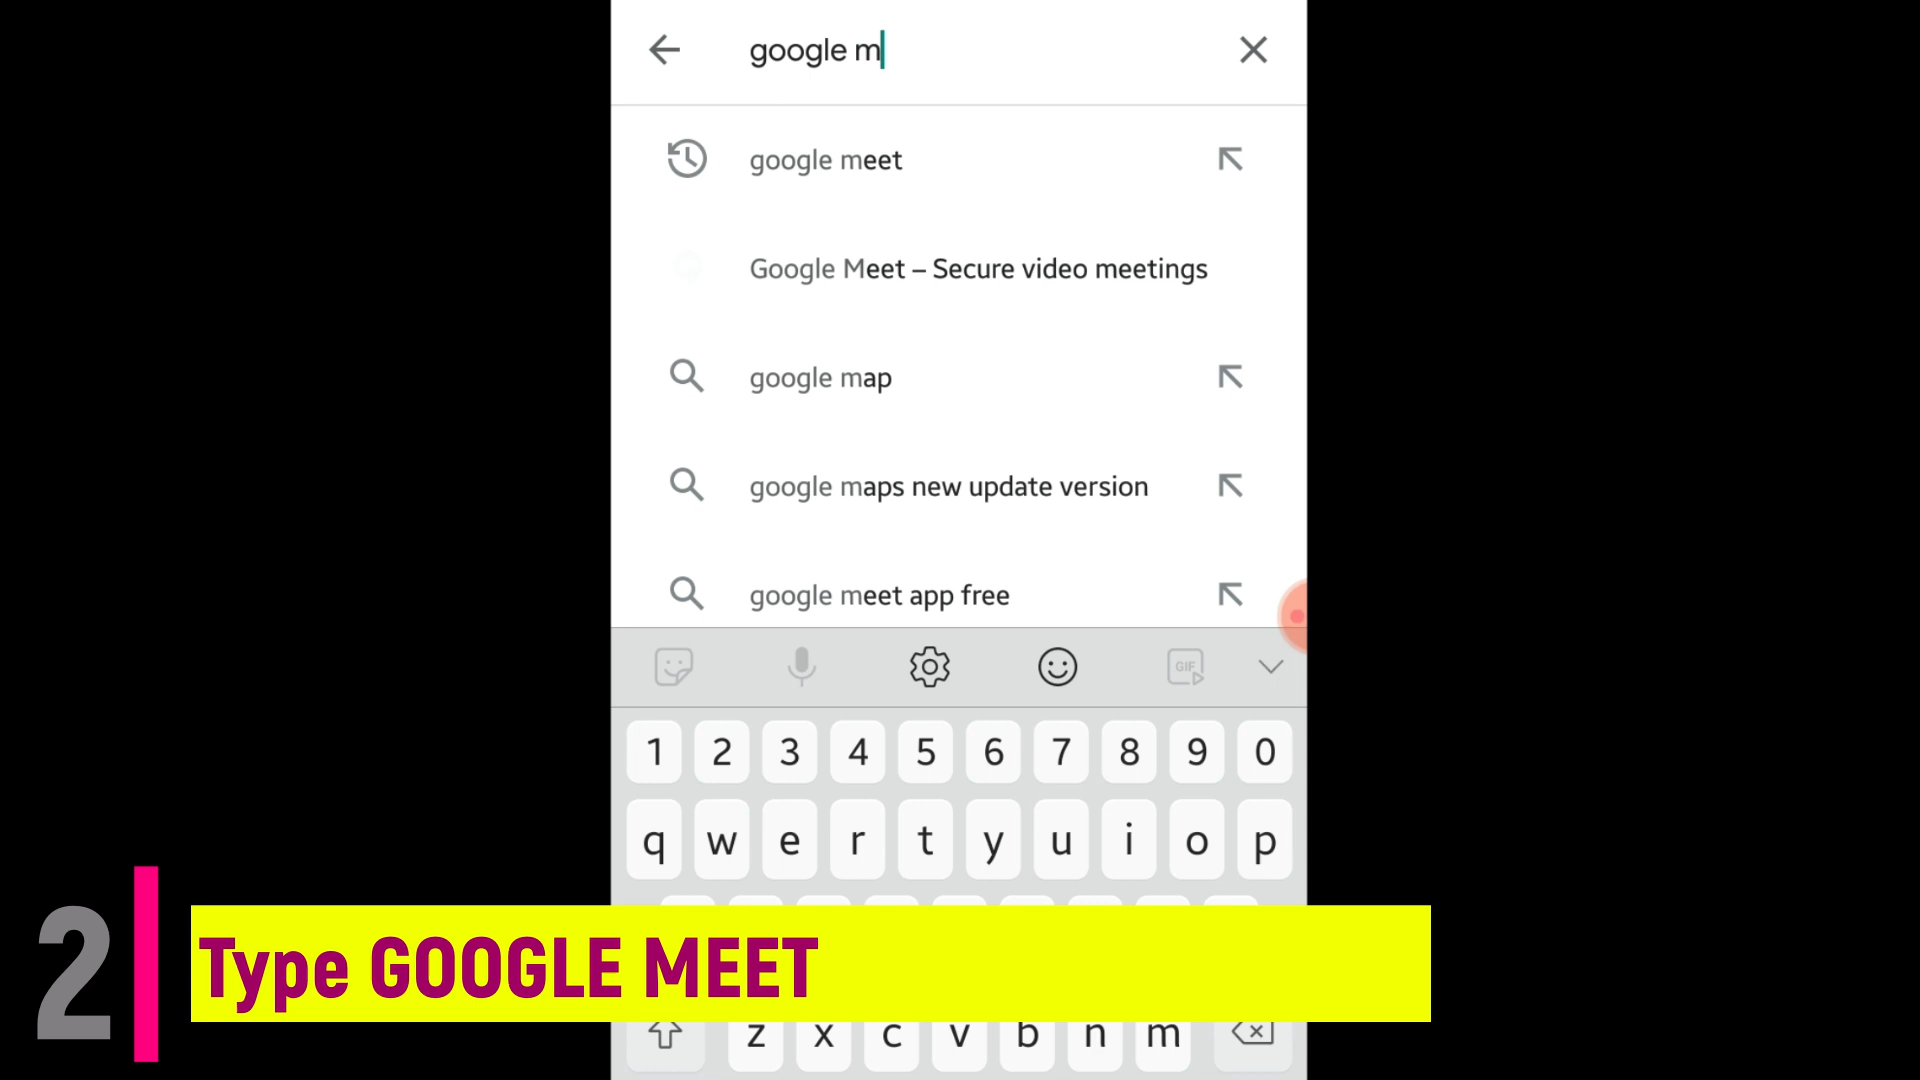 google m
google meet
Google Meet – Secure video meetings
google map
google maps new update version
google meet app free
GIF
1 2 3 4 5 6 7 8 9 0
q w e r t y u i o p
2
Type GOOGLE MEET
z x c v b n m